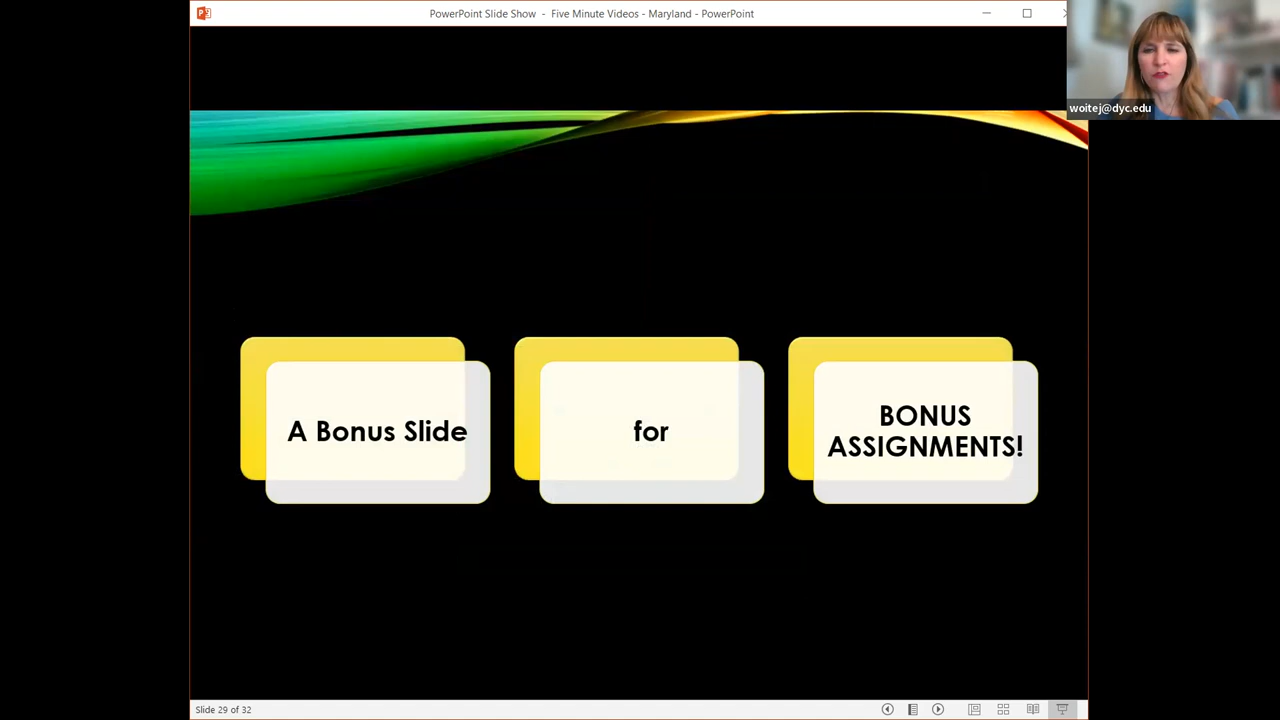 PowerPoint Slide Show - Five Minute Videos - Maryland - PowerPoint
woitej@dyc.edu
A Bonus Slide
for
BONUS
ASSIGNMENTS!
Slide 29 of 32